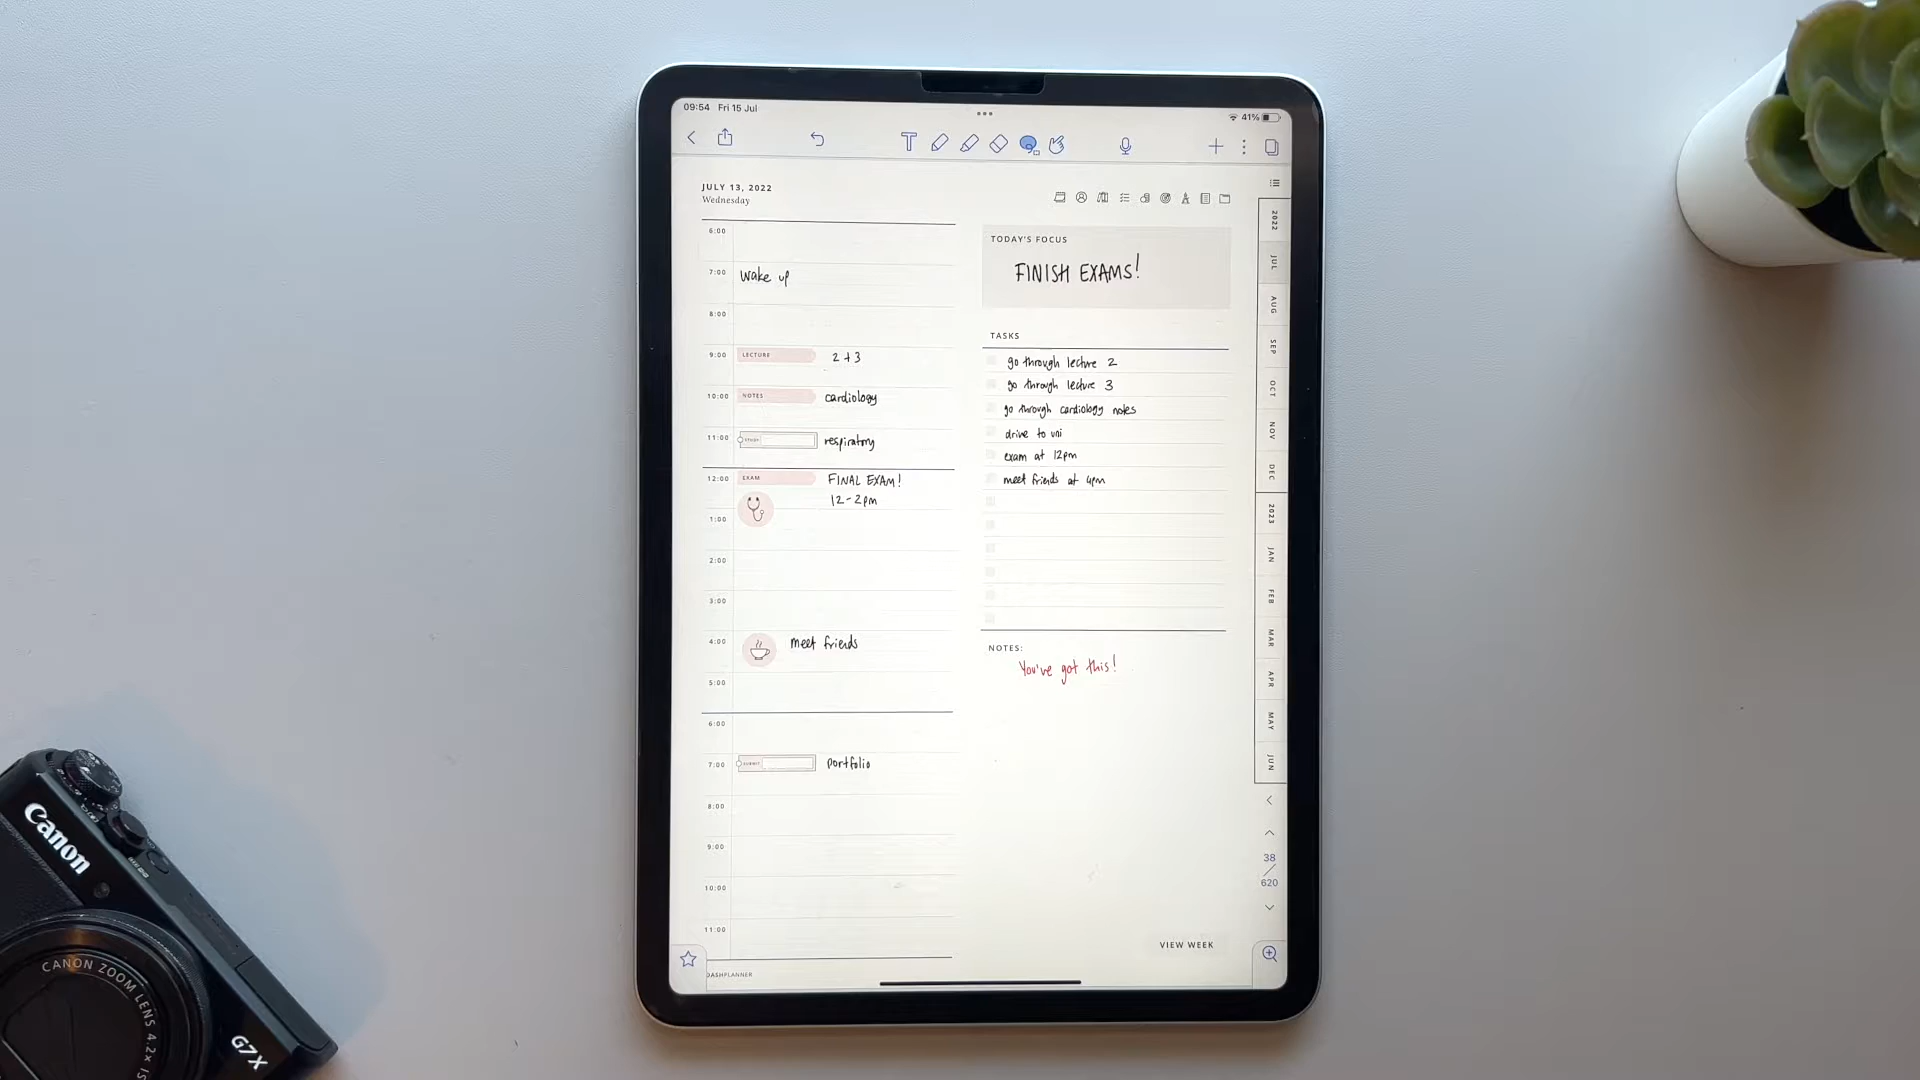 09:54 Fri 15 Jul
41%
JULY 13, 2022
Wednesday
6:00
7:00 Wake up
8:00
9:00 LECTURE 2 + 3
10:00 NOTES cardiology
11:00 STUDY respiratory
12:00 EXAM FINAL EXAM!
12-2pm
1:00
2:00
3:00
4:00 meet friends
5:00
6:00
7:00 SUBMIT portfolio
8:00
9:00
10:00
11:00
DASHPLANNER
TODAY'S FOCUS
FINISH EXAMS!
TASKS
go through lecture 2
go through lecture 3
go through cardiology notes
drive to uni
exam at 12pm
meet friends at 4pm
NOTES:
You've got this!
VIEW WEEK
2022
JUL
AUG
SEP
OCT
NOV
DEC
2023
JAN
FEB
MAR
APR
MAY
JUN
38
620
Canon
CANON ZOOM LENS 4.2x IS
G7X